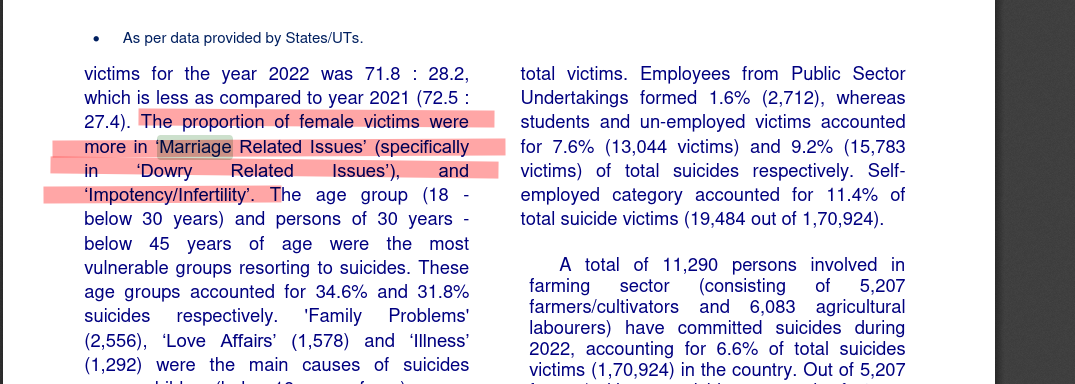 • As per data provided by States/UTs.
victims for the year 2022 was 71.8 : 28.2,
which is less as compared to year 2021 (72.5 :
27.4). The proportion of female victims were
more in ‘Marriage Related Issues’ (specifically
in ‘Dowry Related Issues’), and
‘Impotency/Infertility’. The age group (18 -
below 30 years) and persons of 30 years -
below 45 years of age were the most
vulnerable groups resorting to suicides. These
age groups accounted for 34.6% and 31.8%
suicides respectively. 'Family Problems'
(2,556), ‘Love Affairs’ (1,578) and ‘Illness’
(1,292) were the main causes of suicides
total victims. Employees from Public Sector
Undertakings formed 1.6% (2,712), whereas
students and un-employed victims accounted
for 7.6% (13,044 victims) and 9.2% (15,783
victims) of total suicides respectively. Self-
employed category accounted for 11.4% of
total suicide victims (19,484 out of 1,70,924).
A total of 11,290 persons involved in
farming sector (consisting of 5,207
farmers/cultivators and 6,083 agricultural
labourers) have committed suicides during
2022, accounting for 6.6% of total suicides
victims (1,70,924) in the country. Out of 5,207